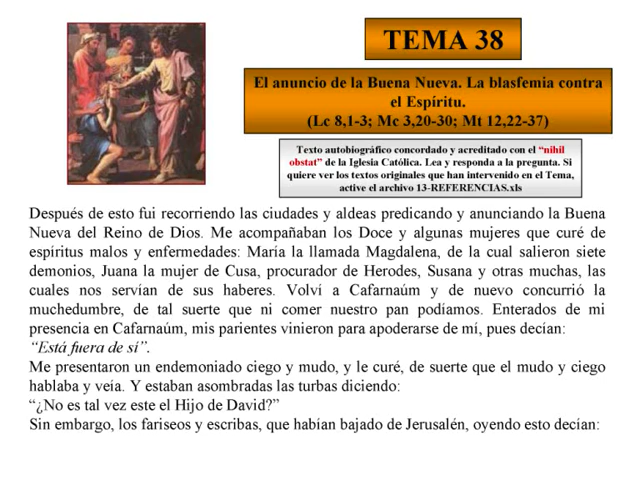 TEMA 38
El anuncio de la Buena Nueva. La blasfemia contra
el Espíritu.
(Lc 8,1-3; Mc 3,20-30; Mt 12,22-37)
Texto autobiográfico concordado y acreditado con el “nihil
obstat” de la Iglesia Católica. Lea y responda a la pregunta. Si
quiere ver los textos originales que han intervenido en el Tema,
active el archivo 13-REFERENCIAS.xls
Después de esto fui recorriendo las ciudades y aldeas predicando y anunciando la Buena
Nueva del Reino de Dios. Me acompañaban los Doce y algunas mujeres que curé de
espíritus malos y enfermedades: María la llamada Magdalena, de la cual salieron siete
demonios, Juana la mujer de Cusa, procurador de Herodes, Susana y otras muchas, las
cuales nos servían de sus haberes. Volví a Cafarnaúm y de nuevo concurrió la
muchedumbre, de tal suerte que ni comer nuestro pan podíamos. Enterados de mi
presencia en Cafarnaúm, mis parientes vinieron para apoderarse de mí, pues decían:
“Está fuera de sí”.
Me presentaron un endemoniado ciego y mudo, y le curé, de suerte que el mudo y ciego
hablaba y veía. Y estaban asombradas las turbas diciendo:
“¿No es tal vez este el Hijo de David?”
Sin embargo, los fariseos y escribas, que habían bajado de Jerusalén, oyendo esto decían: